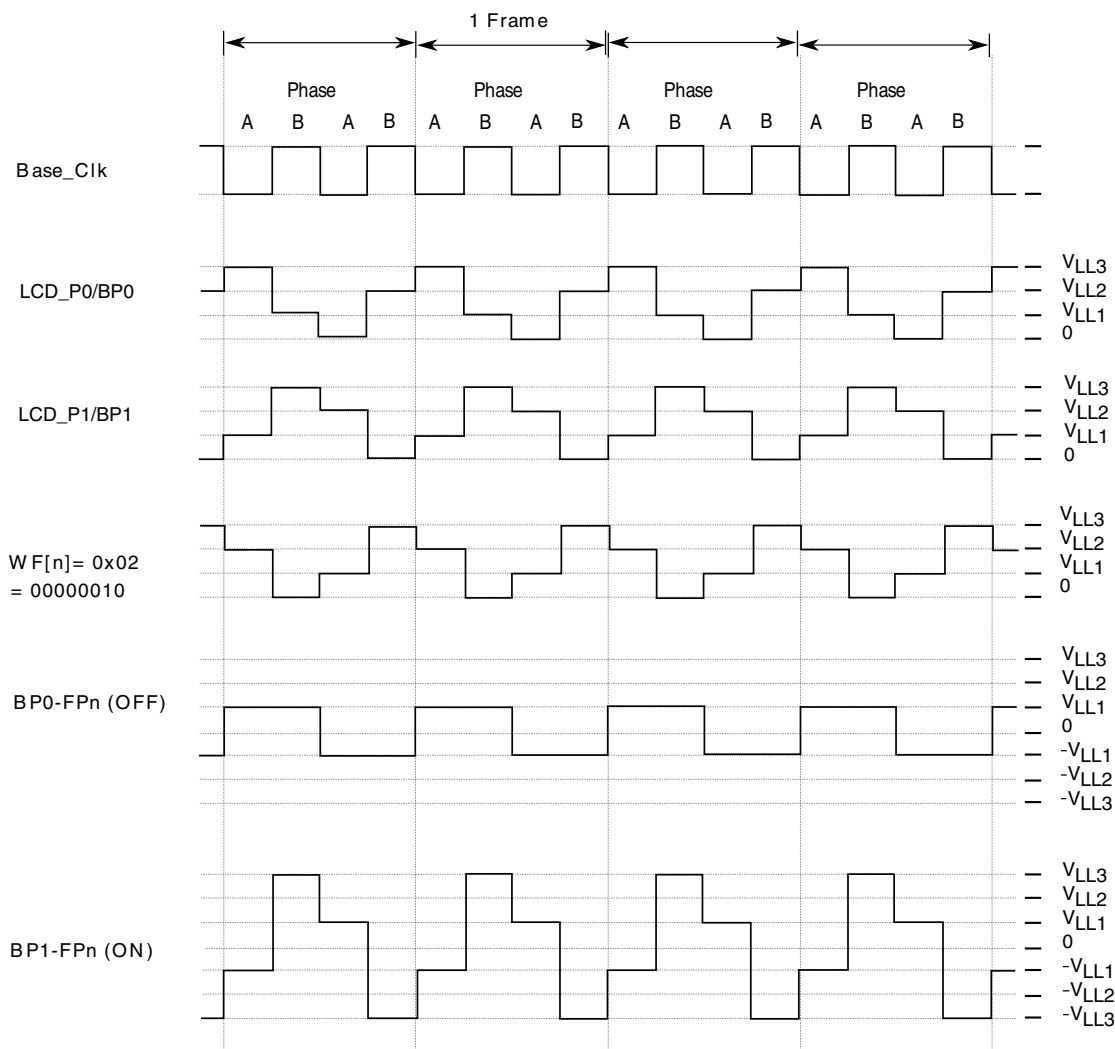 1 Frame
Phase Phase Phase Phase
A B A B A B A B A B A B A B A B
Base_Clk
LCD_P0/BP0
VLL3
VLL2
VLL1
0
LCD_P1/BP1
VLL3
VLL2
VLL1
0
WF[n]= 0x02
= 00000010
VLL3
VLL2
VLL1
0
BP0-FPn (OFF)
VLL3
VLL2
VLL1
0
-VLL1
-VLL2
-VLL3
BP1-FPn (ON)
VLL3
VLL2
VLL1
0
-VLL1
-VLL2
-VLL3